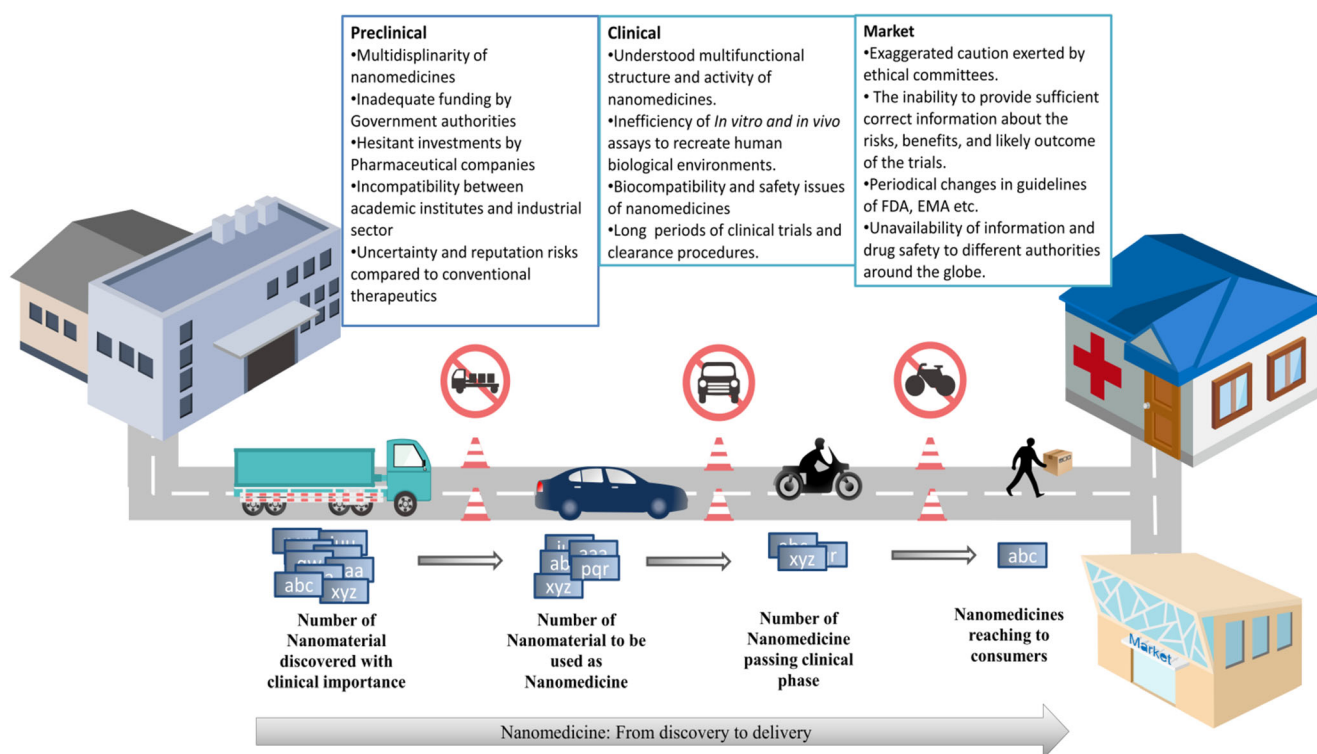 Preclinical
•Multidisplinarity of
nanomedicines
•Inadequate funding by
Government authorities
•Hesitant investments by
Pharmaceutical companies
•Incompatibility between
academic institutes and industrial
sector
•Uncertainty and reputation risks
compared to conventional
therapeutics
Clinical
•Understood multifunctional
structure and activity of
nanomedicines.
•Inefficiency of In vitro and in vivo
assays to recreate human
biological environments.
•Biocompatibility and safety issues
of nanomedicines
•Long periods of clinical trials and
clearance procedures.
Market
•Exaggerated caution exerted by
ethical committees.
• The inability to provide sufficient
correct information about the
risks, benefits, and likely outcome
of the trials.
•Periodical changes in guidelines
of FDA, EMA etc.
•Unavailability of information and
drug safety to different authorities
around the globe.
aa
abc
xyz
aaa
pqr
xyz
xyz
abc
Number of
Nanomaterial
discovered with
clinical importance
Number of
Nanomaterial to be
used as
Nanomedicine
Number of
Nanomedicine
passing clinical
phase
Nanomedicines
reaching to
consumers
Market
Nanomedicine: From discovery to delivery